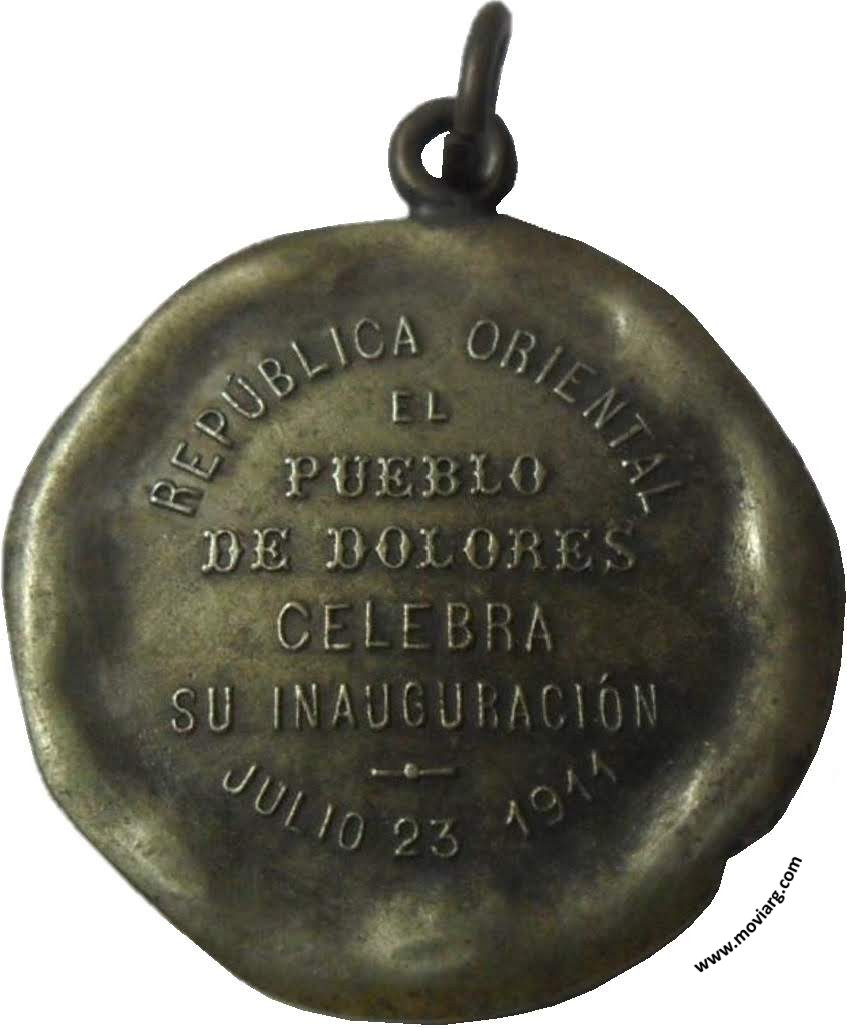 REPÚBLICA ORIENTAL
EL
PUEBLO
DE DOLORES
CELEBRA
SU INAUGURACIÓN
JULIO 23 1911
www.moviarg.com